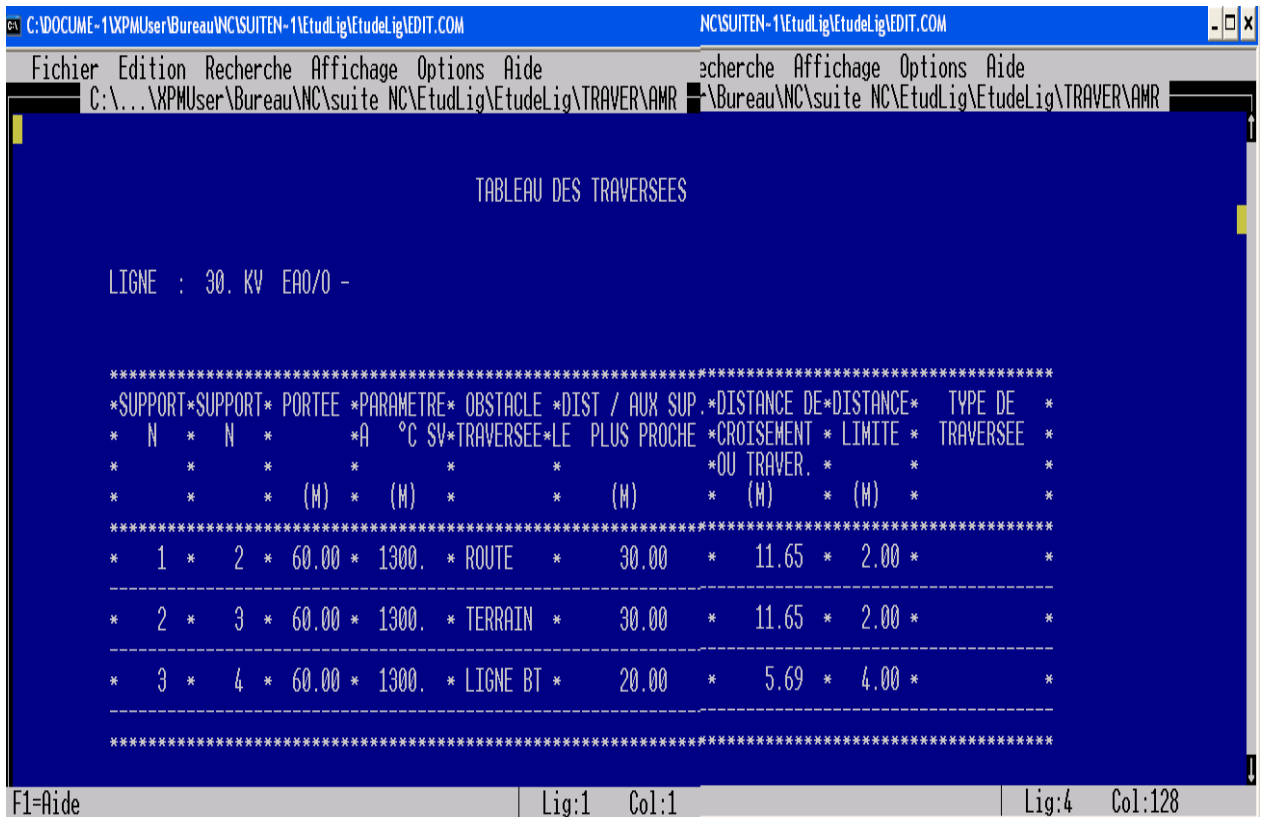 C:\DOCUME~1\XPMUser\Bureau\NC\SUITEN~1\EtudLig\EtudeLig\EDIT.COM NC\SUITEN~1\EtudLig\EtudeLig\EDIT.COM
Fichier Edition Recherche Affichage Options Aide echerche Affichage Options Aide
C:\...\XPMUser\Bureau\NC\suite NC\EtudLig\EtudeLig\TRAVER\AMR \Bureau\NC\suite NC\EtudLig\EtudeLig\TRAVER\AMR
TABLEAU DES TRAVERSEES
LIGNE : 30. KV EAO/O -
******************************************************************************************
*SUPPORT*SUPPORT* PORTEE *PARAMETRE* OBSTACLE *DIST / AUX SUP.*DISTANCE DE*DISTANCE* TYPE DE *
* N * N * *A °C SV*TRAVERSEE*LE PLUS PROCHE *CROISEMENT * LIMITE * TRAVERSEE *
* * * * * * *OU TRAVER. * * *
* * * (M) * (M) * * (M) * (M) * (M) * *
******************************************************************************************
* 1 * 2 * 60.00 * 1300. * ROUTE * 30.00 * 11.65 * 2.00 * *
------------------------------------------------------------------------------------------
* 2 * 3 * 60.00 * 1300. * TERRAIN * 30.00 * 11.65 * 2.00 * *
------------------------------------------------------------------------------------------
* 3 * 4 * 60.00 * 1300. * LIGNE BT * 20.00 * 5.69 * 4.00 * *
------------------------------------------------------------------------------------------
******************************************************************************************
F1=Aide Lig:1 Col:1 Lig:4 Col:128